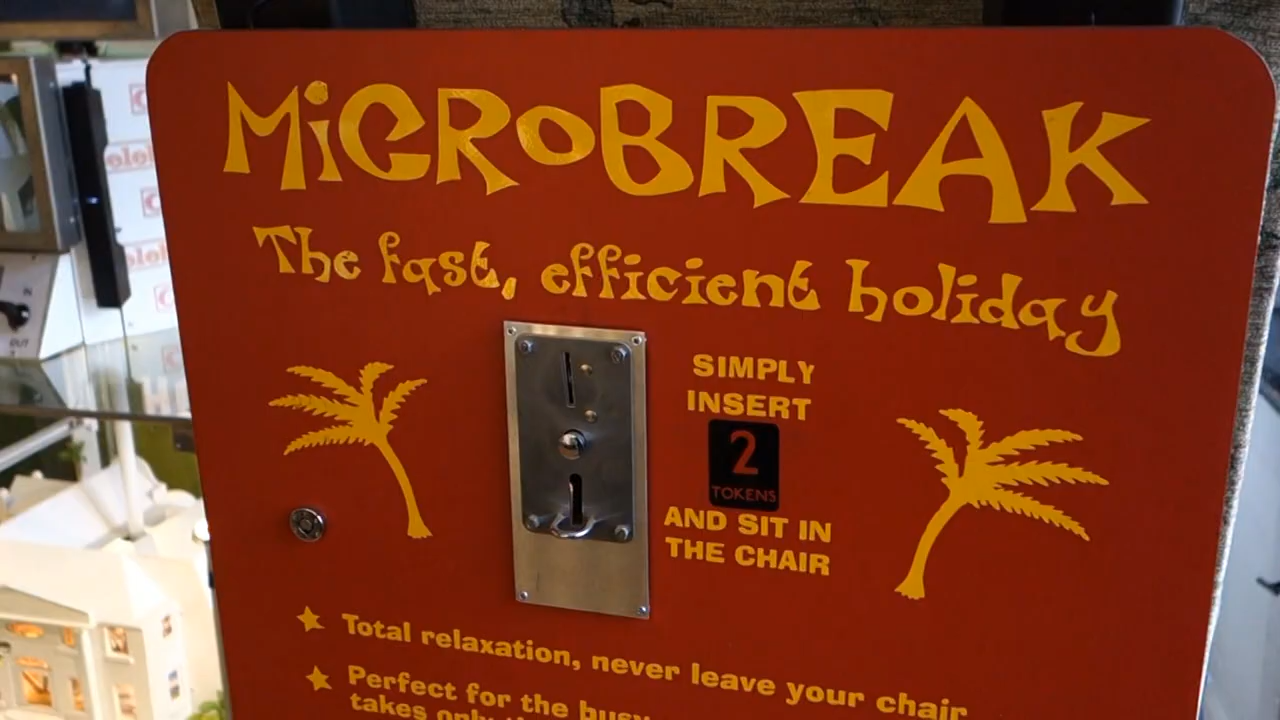 MiCRoBREAK
The fast, efficient holiday
SIMPLY
INSERT
2
TOKENS
AND SIT IN
THE CHAIR
Total relaxation, never leave your chair
Perfect for the busy
takes only
OUT